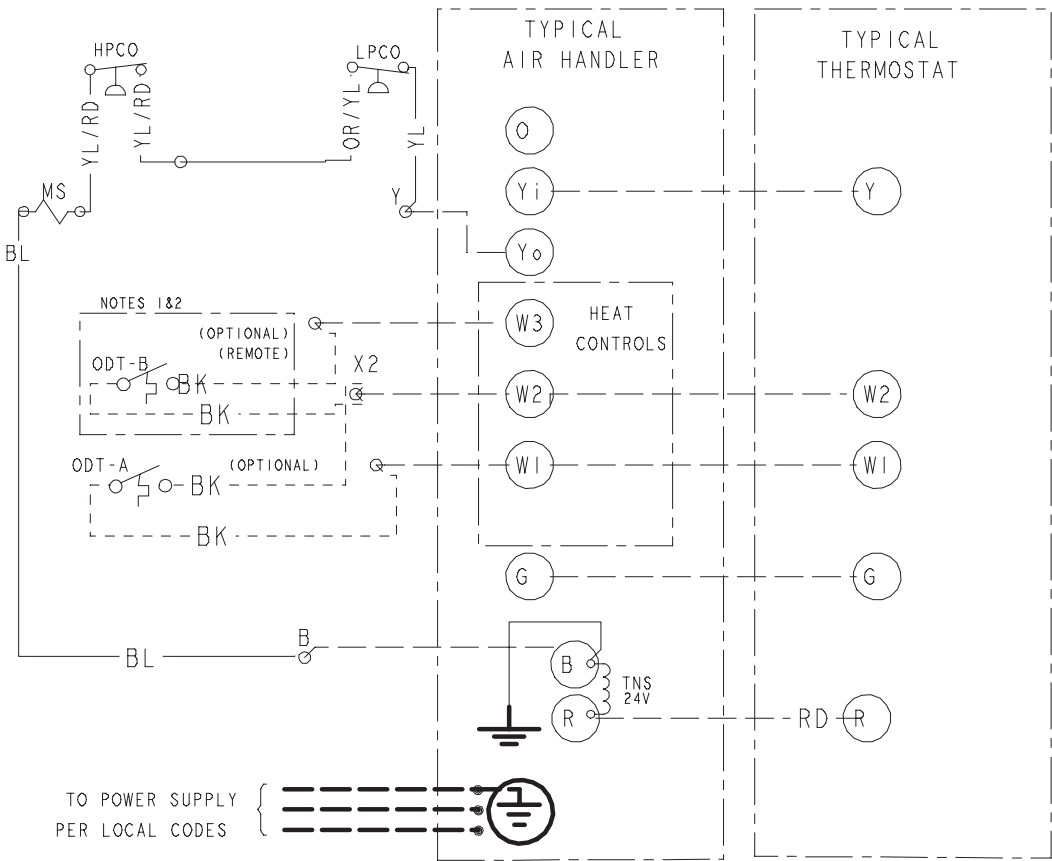 TYPICAL
AIR HANDLER
TYPICAL
THERMOSTAT
HPCO
LPCO
YL/RD
YL/RD
OR/YL
YL
O
MS
Y
Yi
Y
BL
Yo
NOTES 1&2
(OPTIONAL)
(REMOTE)
W3
HEAT
CONTROLS
ODT-B
BK
X2
BK
W2
W2
ODT-A
(OPTIONAL)
BK
W1
W1
BK
G
G
B
BL
B
TNS
24V
R
RD
R
TO POWER SUPPLY
PER LOCAL CODES